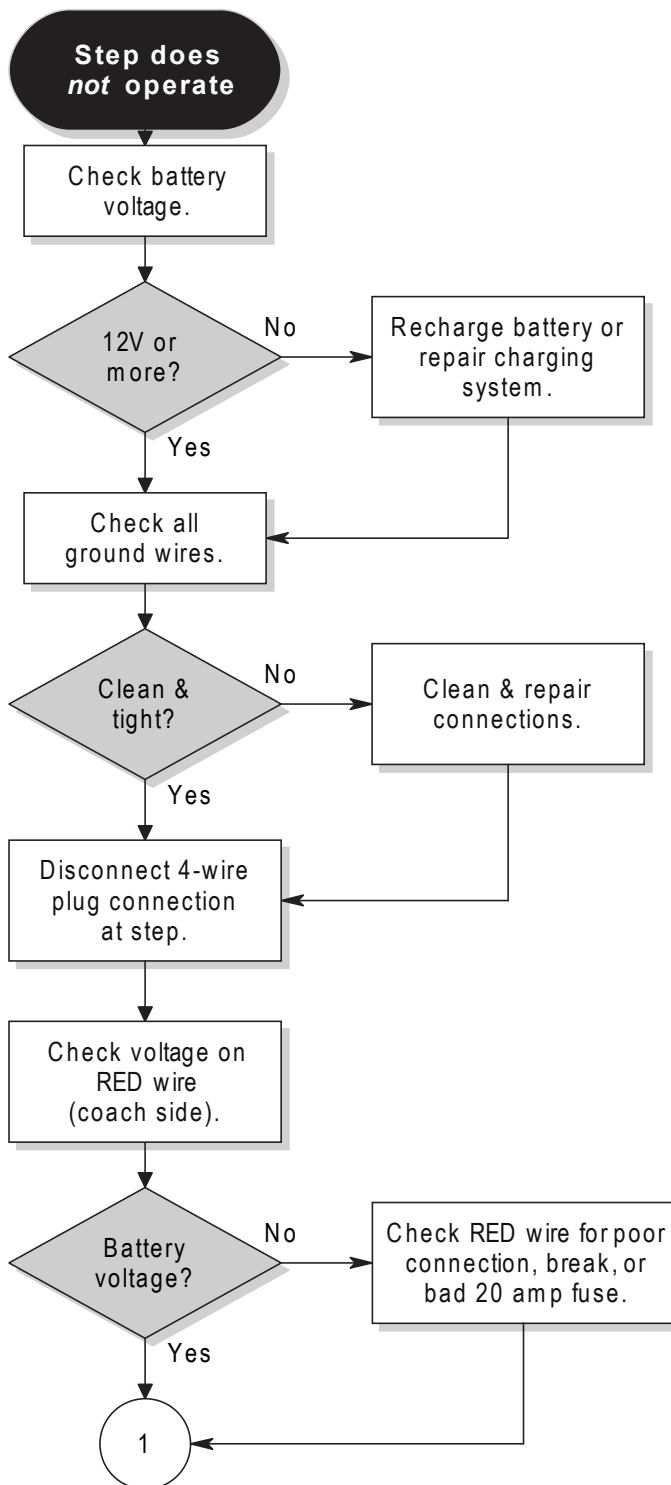 Step does
not operate
Check battery
voltage.
12V or
more?
No
Recharge battery or
repair charging
system.
Yes
Check all
ground wires.
Clean &
tight?
No
Clean & repair
connections.
Yes
Disconnect 4-wire
plug connection
at step.
Check voltage on
RED wire
(coach side).
Battery
voltage?
No
Check RED wire for poor
connection, break, or
bad 20 amp fuse.
Yes
1